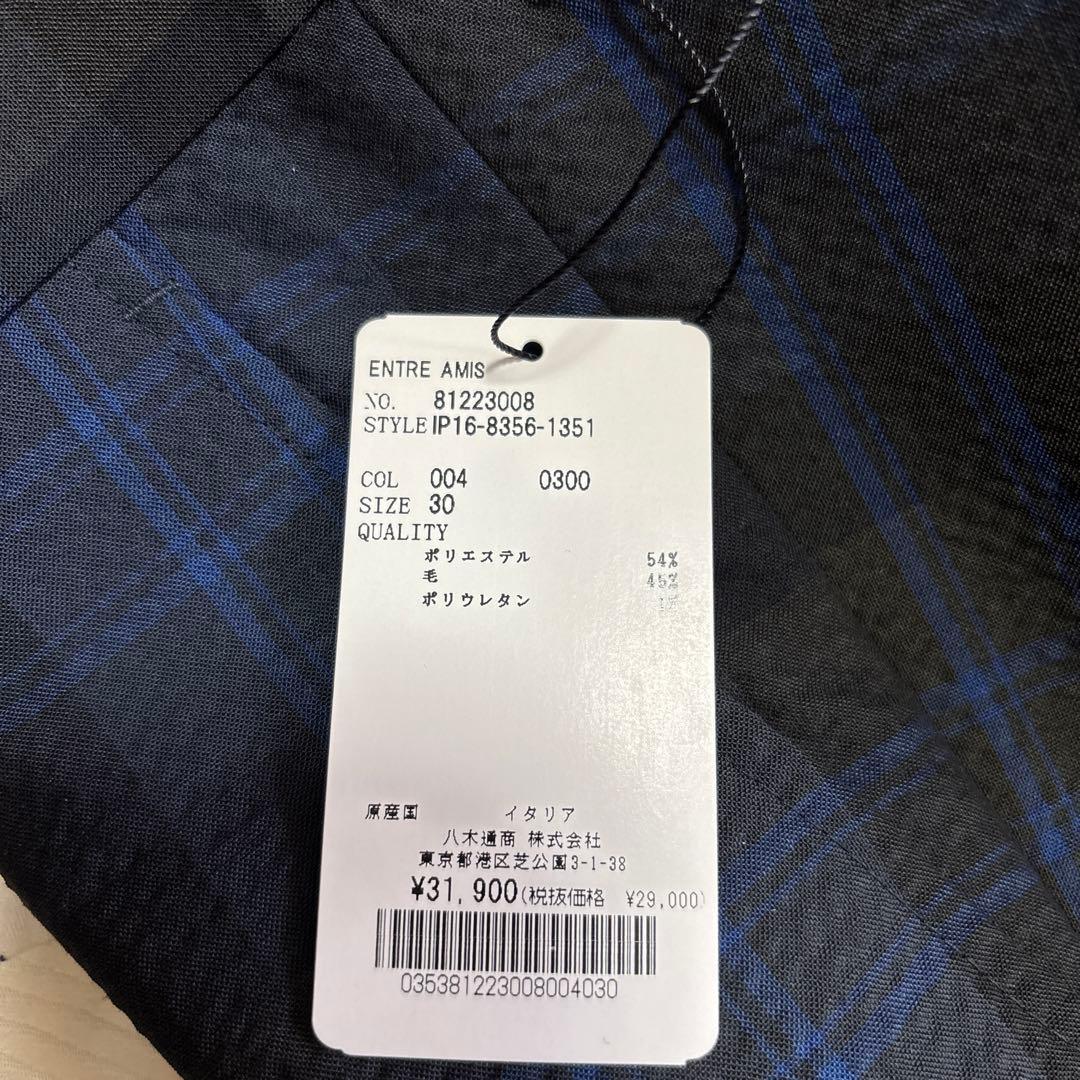 ENTRE AMIS
NO. 81223008
STYLE IP16-8356-1351
COL 004 0300
SIZE 30
QUALITY
ポリエステル 54%
毛 45%
ポリウレタン 1%
原産国 イタリア
八木通商 株式会社
東京都港区芝公園3-1-38
¥31,900(税抜価格 ¥29,000)
035381223008004030